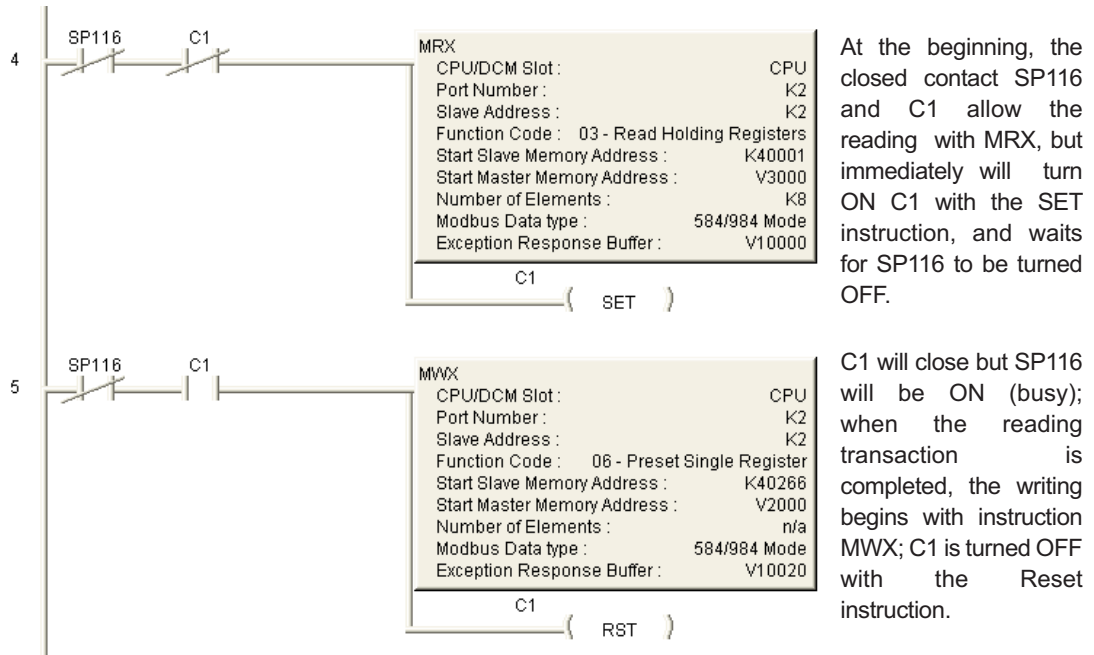 4
SP116 C1
MRX
CPU/DCM Slot : CPU
Port Number : K2
Slave Address : K2
Function Code : 03 - Read Holding Registers
Start Slave Memory Address : K40001
Start Master Memory Address : V3000
Number of Elements : K8
Modbus Data type : 584/984 Mode
Exception Response Buffer : V10000
C1
( SET )
At the beginning, the
closed contact SP116
and C1 allow the
reading with MRX, but
immediately will turn
ON C1 with the SET
instruction, and waits
for SP116 to be turned
OFF.
5
SP116 C1
MWX
CPU/DCM Slot : CPU
Port Number : K2
Slave Address : K2
Function Code : 06 - Preset Single Register
Start Slave Memory Address : K40266
Start Master Memory Address : V2000
Number of Elements : n/a
Modbus Data type : 584/984 Mode
Exception Response Buffer : V10020
C1
( RST )
C1 will close but SP116
will be ON (busy);
when the reading
transaction is
completed, the writing
begins with instruction
MWX; C1 is turned OFF
with the Reset
instruction.